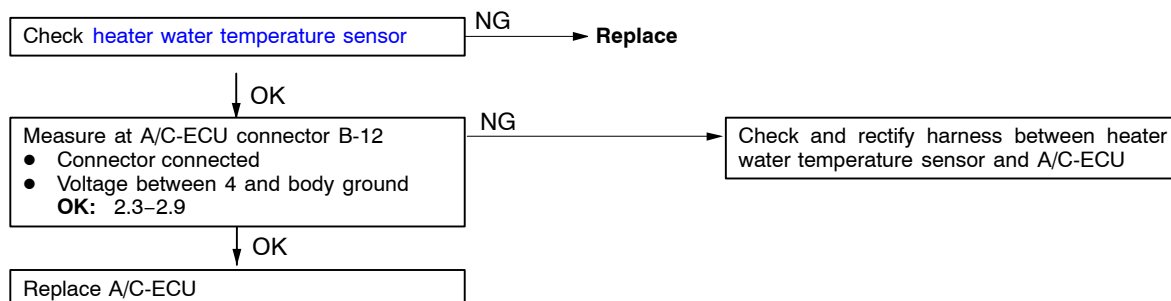 Check heater water temperature sensor
NG
Replace
OK
Measure at A/C-ECU connector B-12
● Connector connected
● Voltage between 4 and body ground
OK: 2.3–2.9
NG
Check and rectify harness between heater
water temperature sensor and A/C-ECU
OK
Replace A/C-ECU